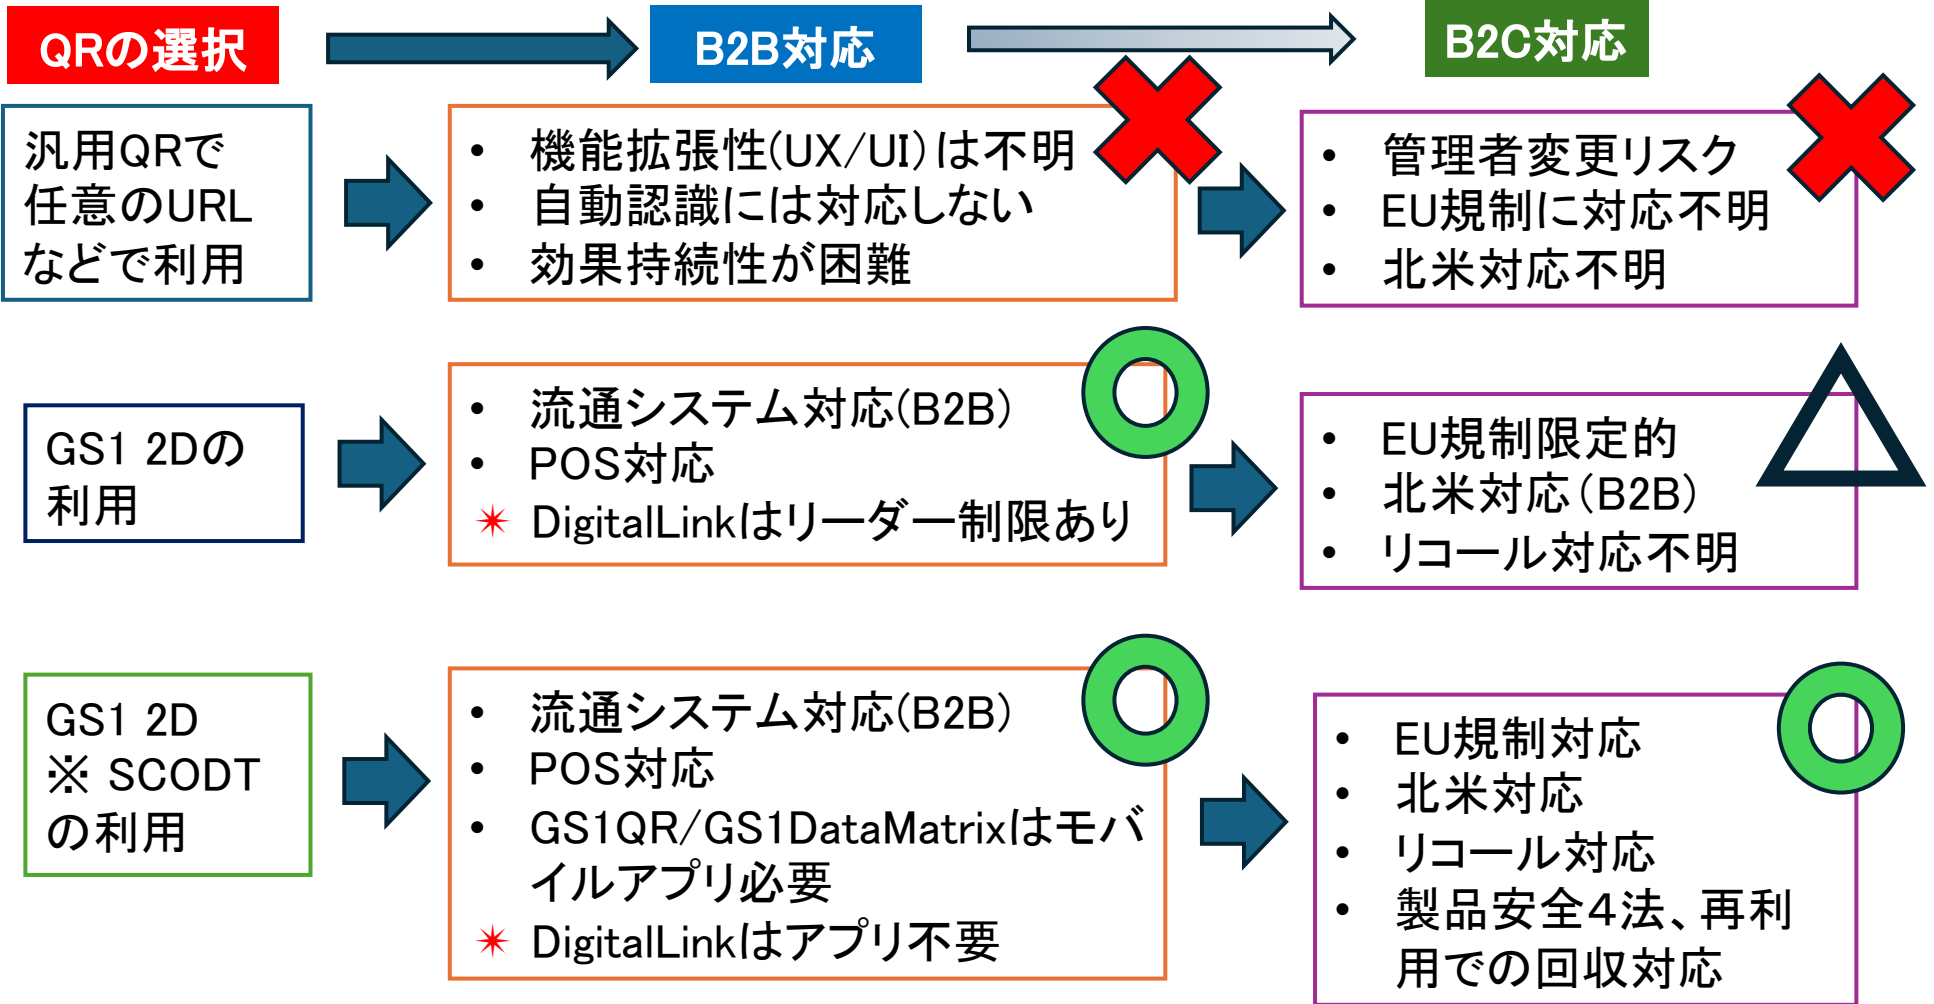 QRの選択
B2B対応
B2C対応
汎用QRで
任意のURL
などで利用
• 機能拡張性(UX/UI)は不明
• 自動認識には対応しない
• 効果持続性が困難
• 管理者変更リスク
• EU規制に対応不明
• 北米対応不明
GS1 2Dの
利用
• 流通システム対応(B2B)
• POS対応
✴ DigitalLinkはリーダー制限あり
• EU規制限定的
• 北米対応(B2B)
• リコール対応不明
GS1 2D
※ SCODT
の利用
• 流通システム対応(B2B)
• POS対応
• GS1QR/GS1DataMatrixはモバ
イルアプリ必要
✴ DigitalLinkはアプリ不要
• EU規制対応
• 北米対応
• リコール対応
• 製品安全4法、再利
用での回収対応